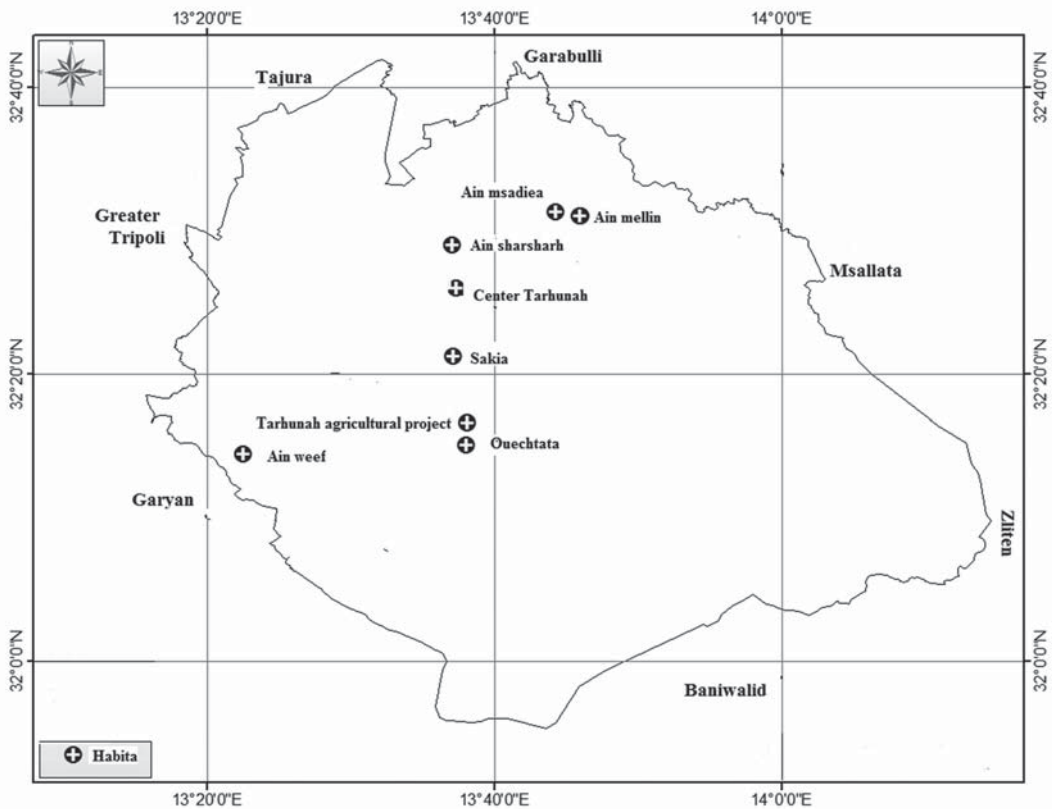 13°20'0"E
13°40'0"E
14°0'0"E
Garabulli
Tajura
32°40'0"N
32°40'0"N
Ain msadiea
Ain mellin
Greater
Tripoli
Ain sharsharh
Msallata
Center Tarhunah
Sakia
32°20'0"N
32°20'0"N
Tarhunah agricultural project
Ouechtata
Ain weef
Garyan
Zliten
32°0'0"N
32°0'0"N
Baniwalid
Habita
13°20'0"E
13°40'0"E
14°0'0"E